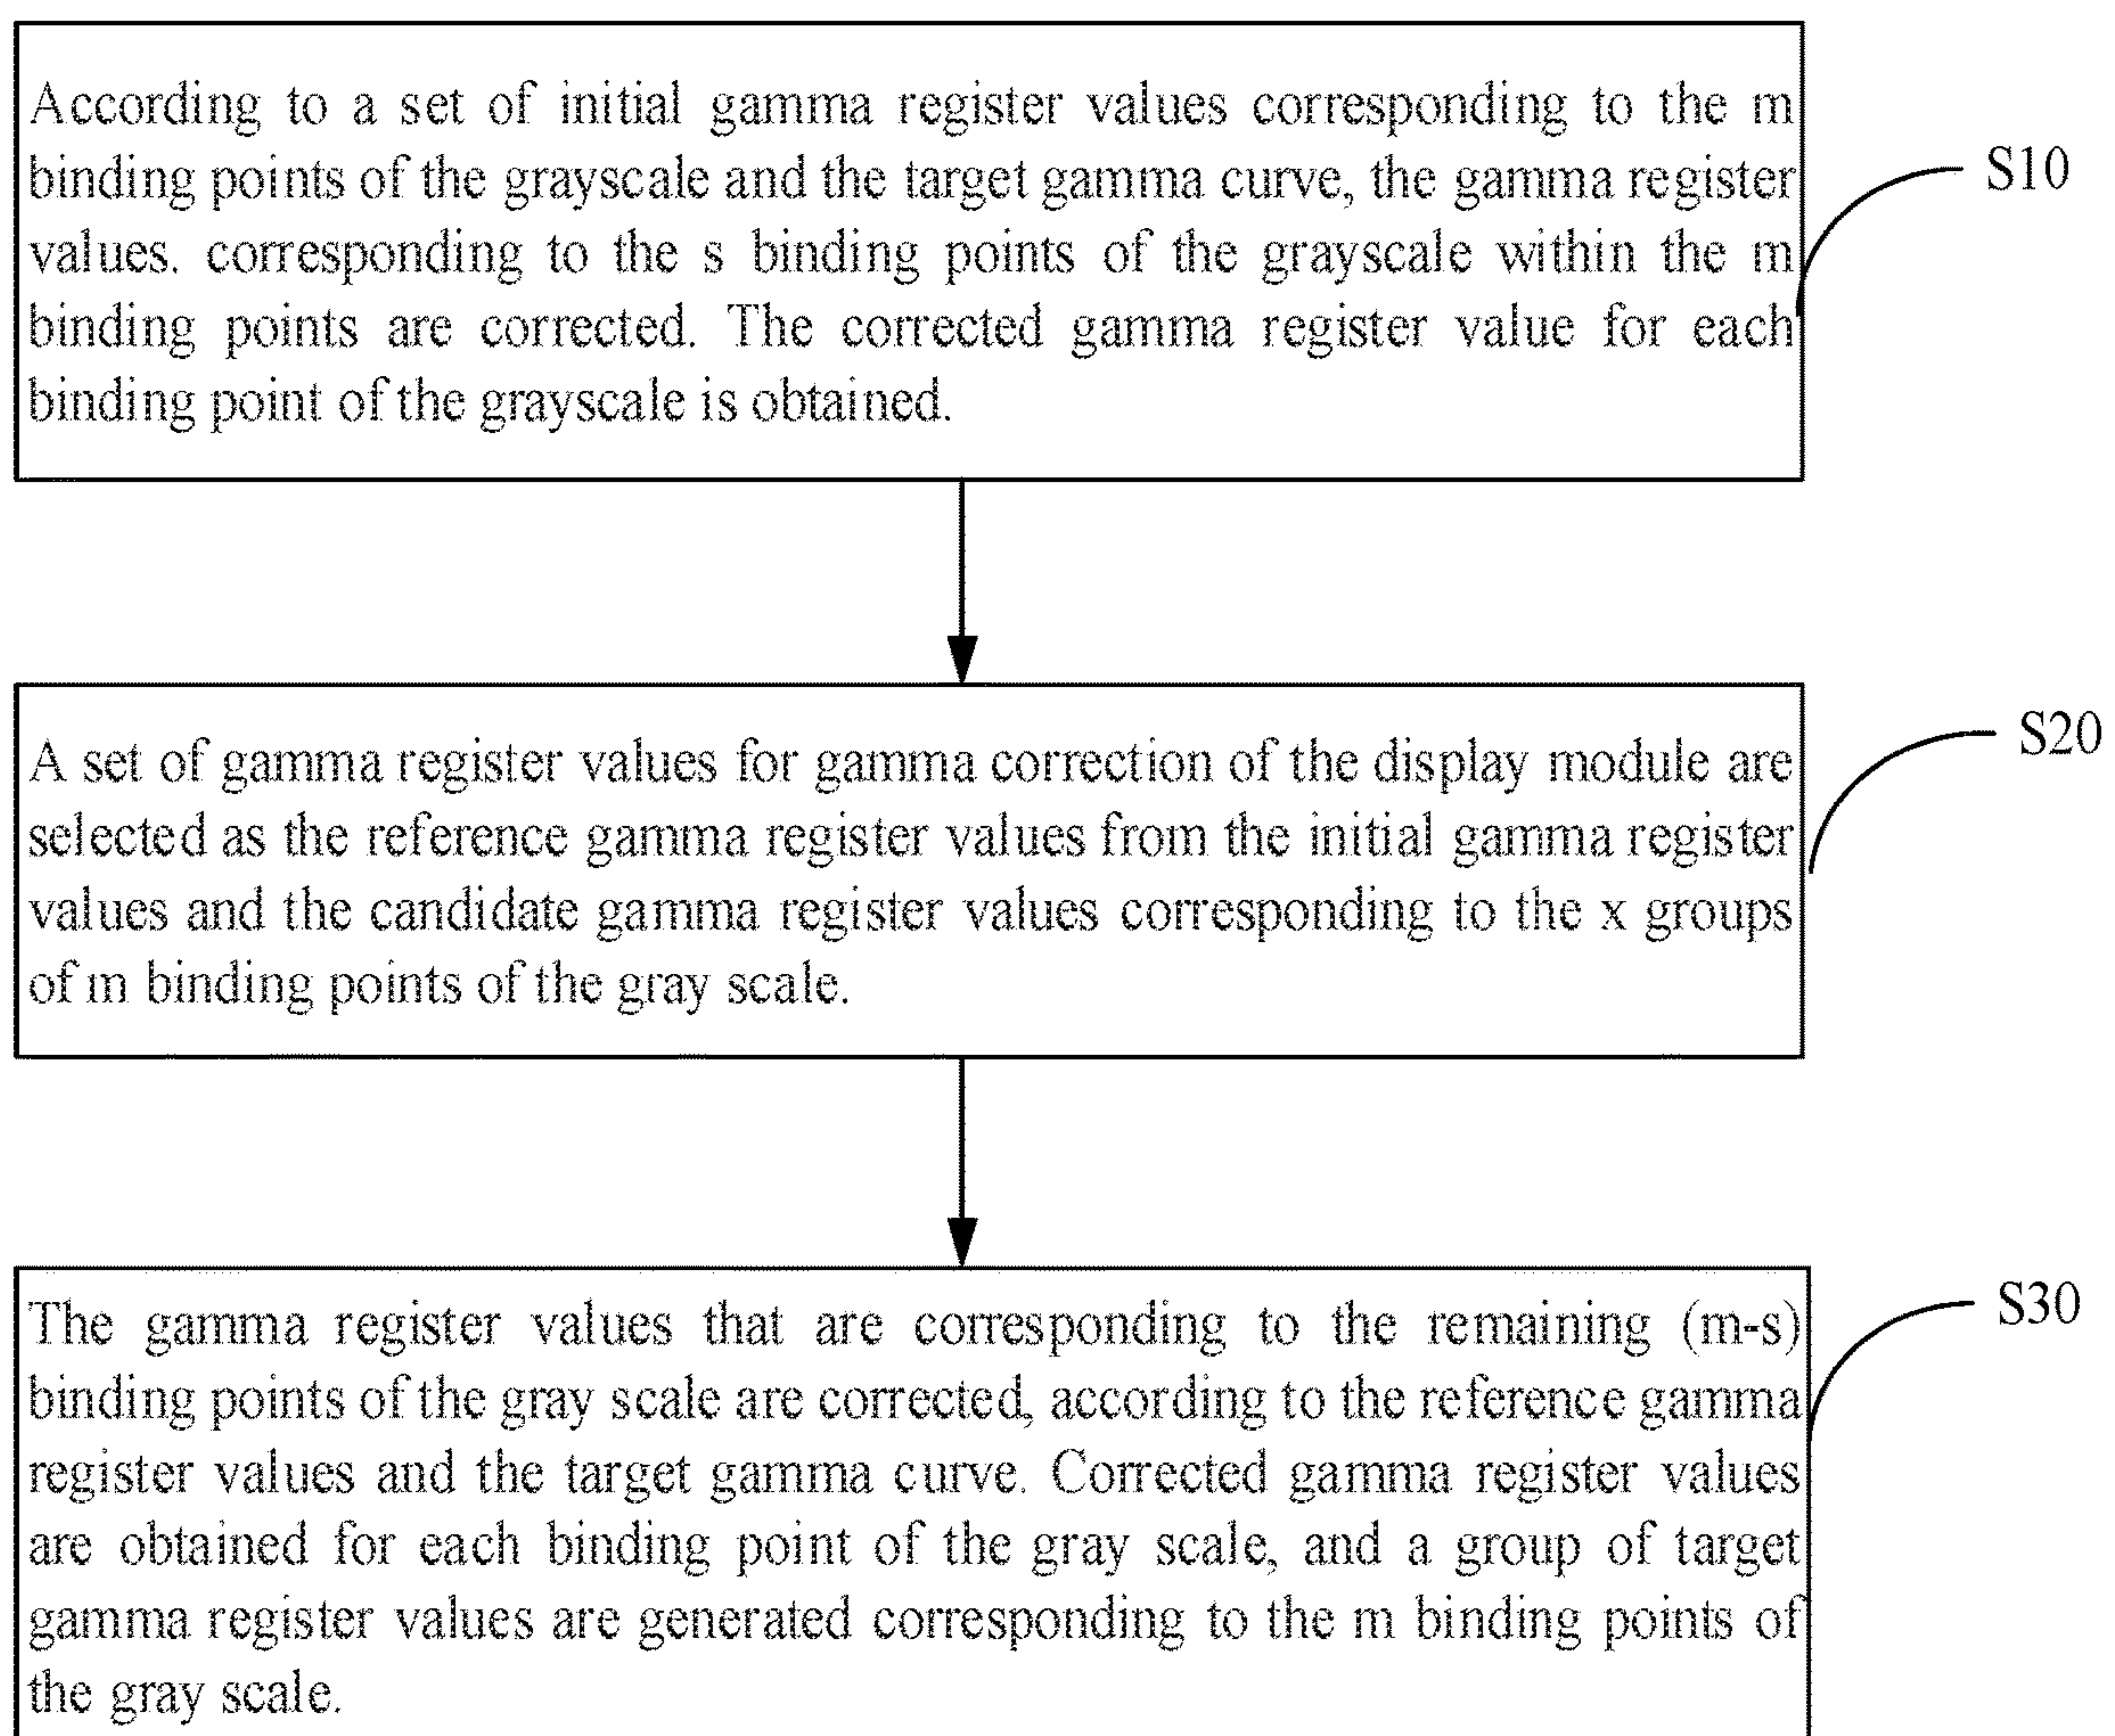 According to a set of initial gamma register values corresponding to the m
binding points of the grayscale and the target gamma curve, the gamma register
values. corresponding to the s binding points of the grayscale within the m
binding points are corrected. The corrected gamma register value for each
binding point of the grayscale is obtained.
S10
A set of gamma register values for gamma correction of the display module are
selected as the reference gamma register values from the initial gamma register
values and the candidate gamma register values corresponding to the x groups
of m binding points of the gray scale.
S20
The gamma register values that are corresponding to the remaining (m-s)
binding points of the gray scale are corrected, according to the reference gamma
register values and the target gamma curve. Corrected gamma register values
are obtained for each binding point of the gray scale, and a group of target
gamma register values are generated corresponding to the m binding points of
the gray scale.
S30